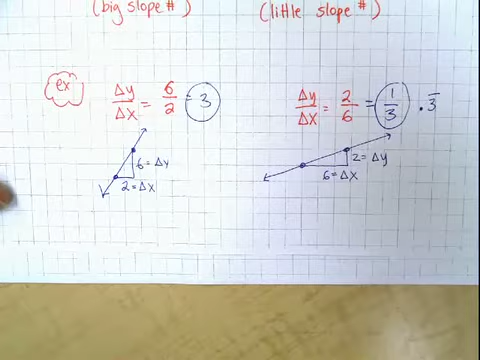 (big slope #)
(little slope #)
ex
Δy/Δx = 6/2 = 3
Δy/Δx = 2/6 = 1/3 .3̅
6 = Δy
2 = Δx
2 = Δy
6 = Δx